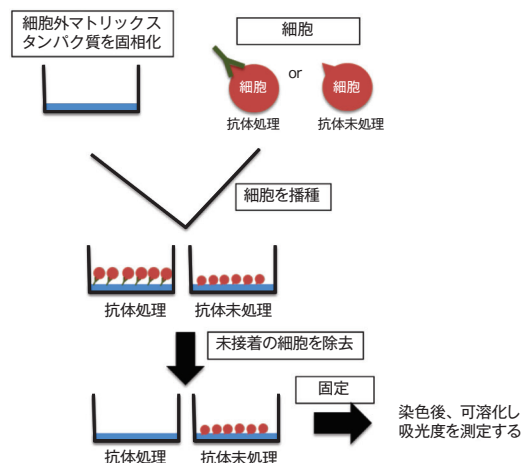 細胞外マトリックス
タンパク質を固相化
細胞
細胞
or
細胞
抗体処理
抗体未処理
細胞を播種
抗体処理
抗体未処理
未接着の細胞を除去
固定
染色後、可溶化し
吸光度を測定する
抗体処理
抗体未処理